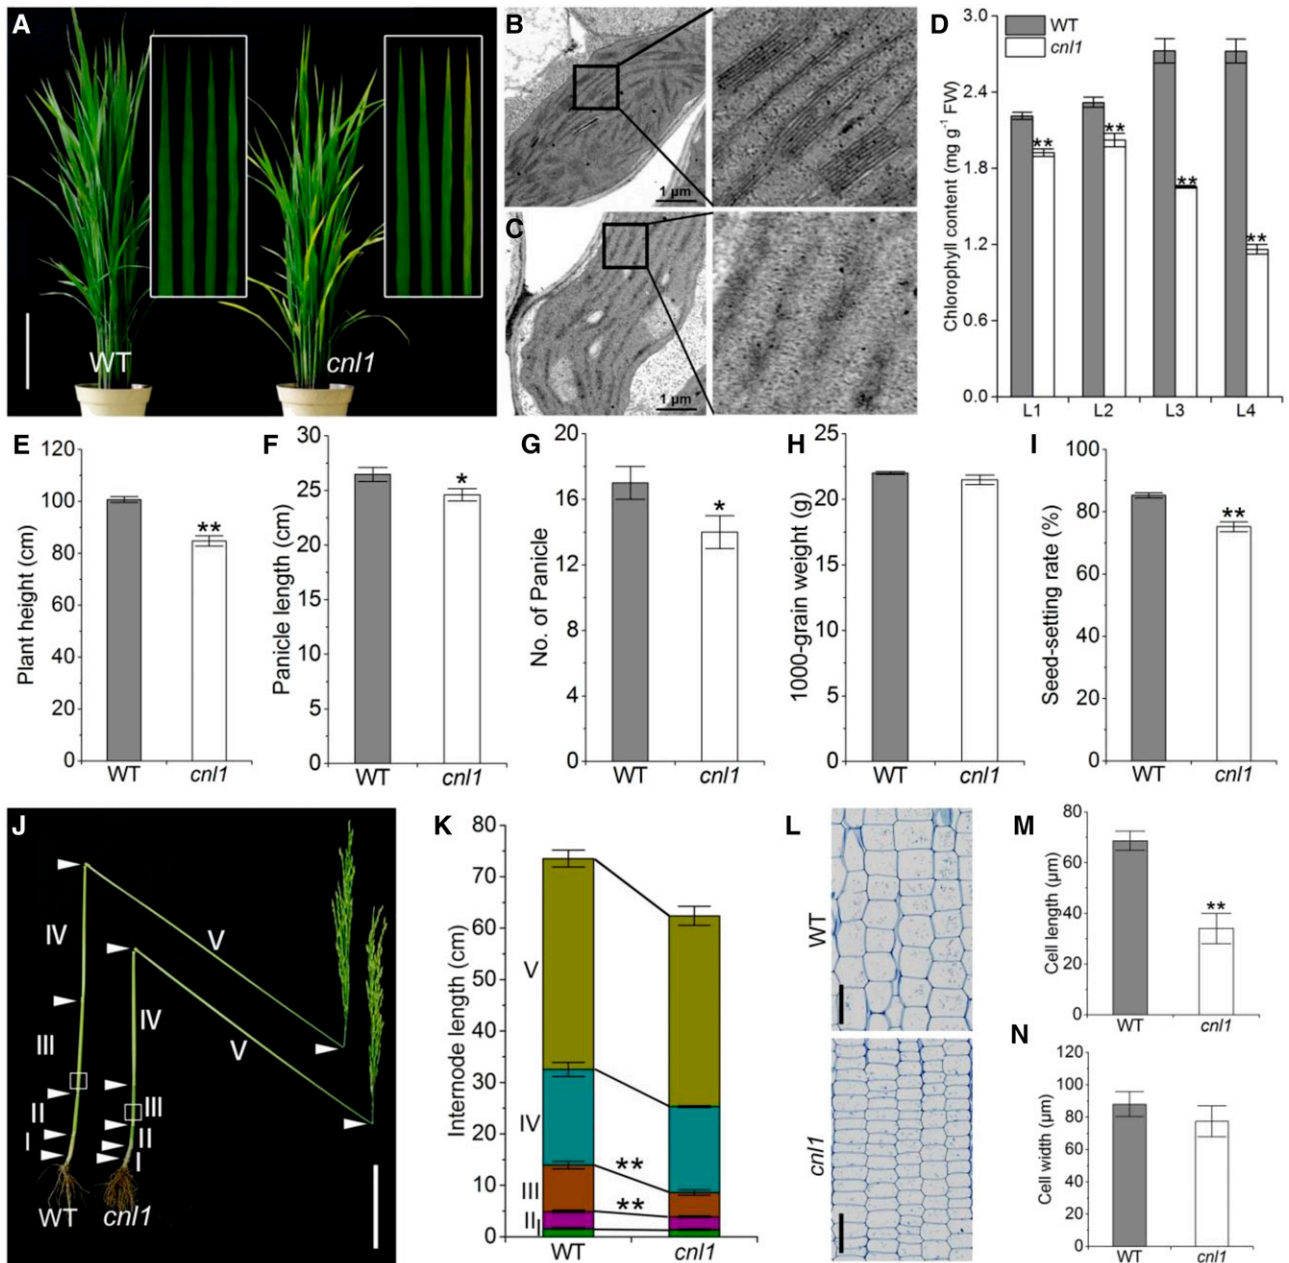 A
WT
cnl1
B
1 µm
C
1 µm
D
WT
cnl1
Chlorophyll content (mg g⁻¹ FW)
3.0
2.4
1.8
1.2
0.6
0.0
**
**
**
**
L1 L2 L3 L4
E
Plant height (cm)
120
100
80
60
40
20
0
**
WT cnl1
F
Panicle length (cm)
30
25
20
15
10
5
0
*
WT cnl1
G
No. of Panicle
20
16
12
8
4
0
*
WT cnl1
H
1000-grain weight (g)
25
20
15
10
5
0
WT cnl1
I
Seed-setting rate (%)
100
80
60
40
20
0
**
WT cnl1
J
IV
V
III
II
I
WT
IV
V
III
II
I
cnl1
K
Internode length (cm)
80
70
60
50
40
30
20
10
0
V
IV
III
II
I
**
**
WT cnl1
L
WT
cnl1
M
Cell length (µm)
80
60
40
20
0
**
WT cnl1
N
Cell width (µm)
120
100
80
60
40
20
0
WT cnl1